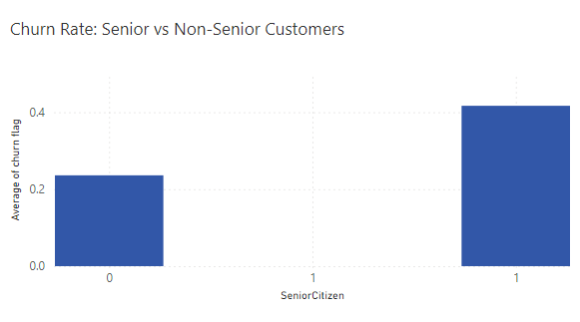 Churn Rate: Senior vs Non-Senior Customers
Average of churn flag
0.4
0.2
0.0
0
1
1
SeniorCitizen